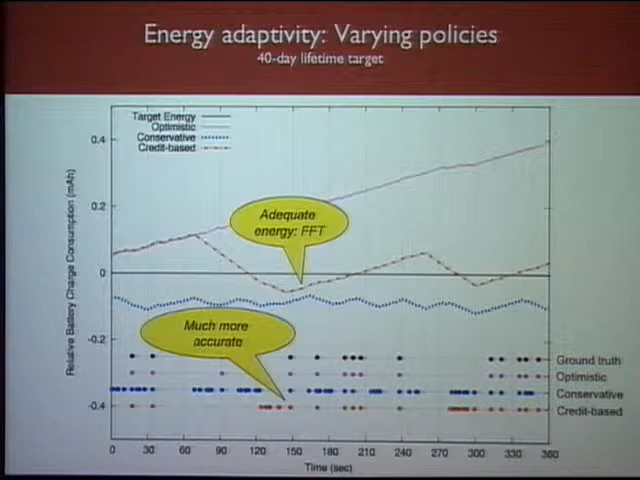 Energy adaptivity: Varying policies
40-day lifetime target
Target Energy
Optimistic
Conservative
Credit-based
Relative Battery Charge Consumption (mAh)
0.4
0.2
0
-0.2
-0.4
Adequate
energy: FFT
Much more
accurate
Ground truth
Optimistic
Conservative
Credit-based
0 30 60 90 120 150 180 210 240 260 300 330 360
Time (sec)